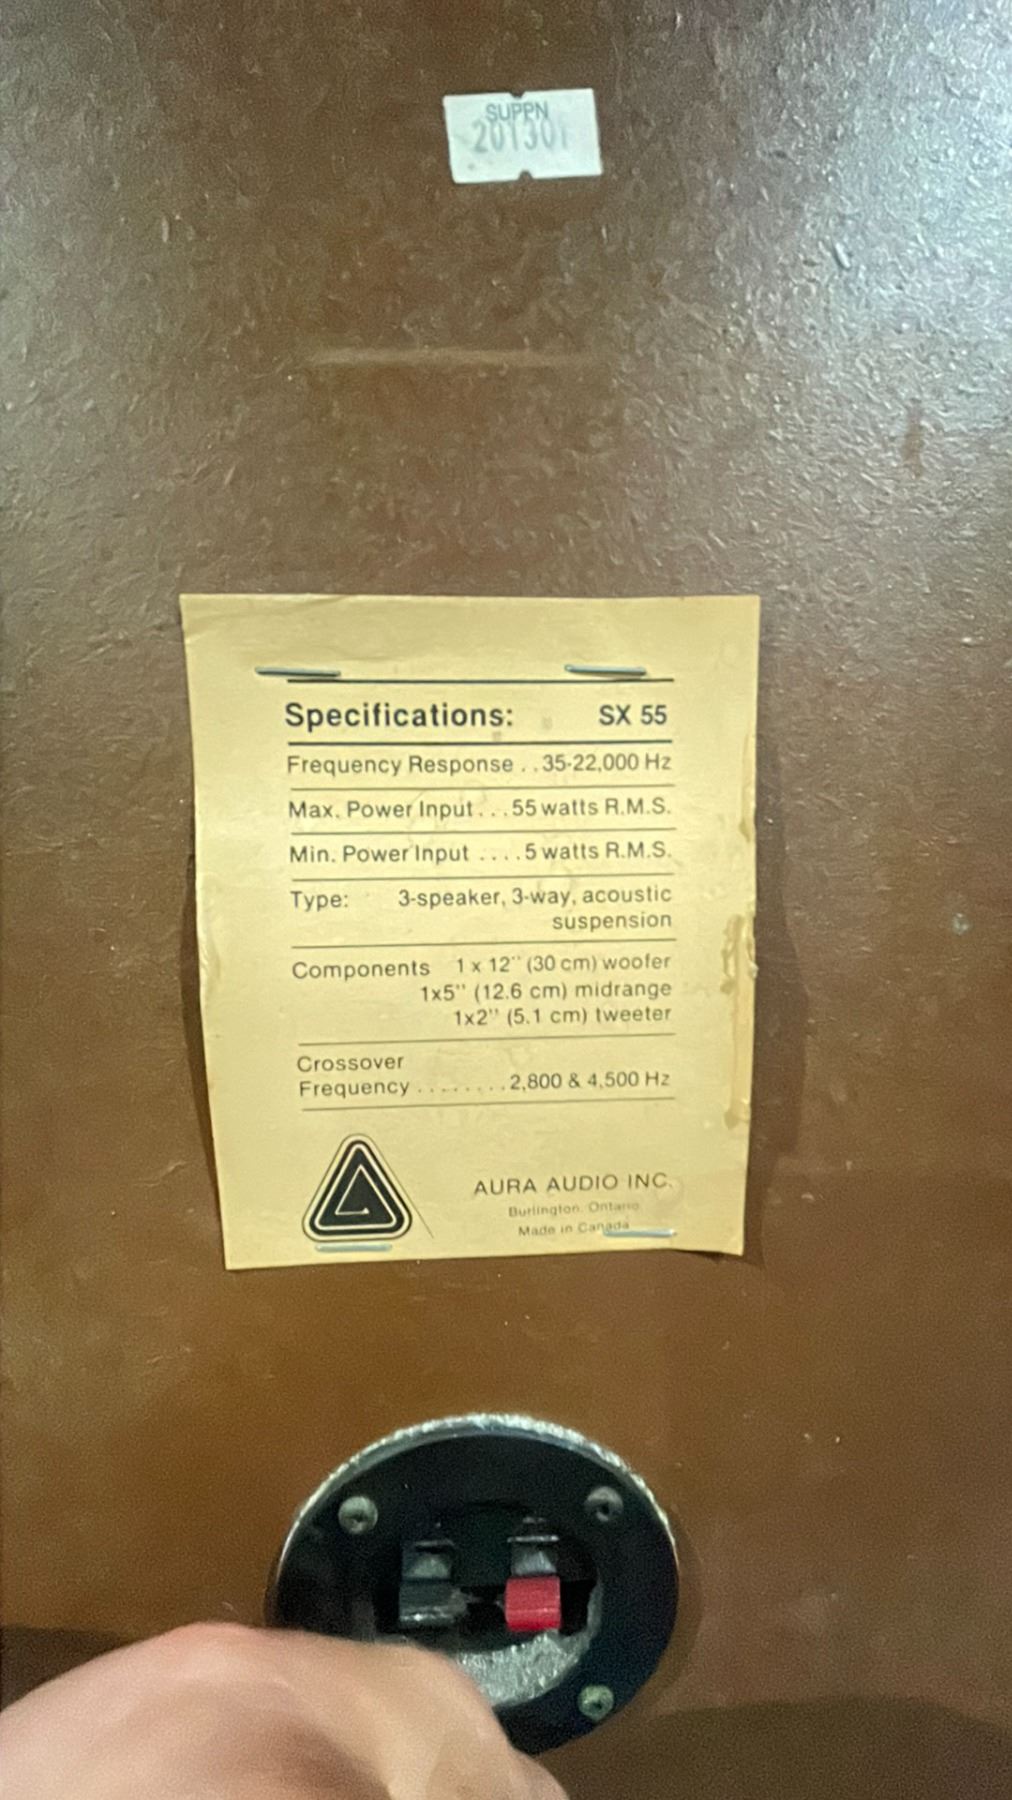 SUPPN
201301
Specifications: SX 55
Frequency Response . . 35-22,000 Hz
Max. Power Input . . . 55 watts R.M.S.
Min. Power Input . . . . 5 watts R.M.S.
Type: 3-speaker, 3-way, acoustic
suspension
Components 1 x 12'' (30 cm) woofer
1x5'' (12.6 cm) midrange
1x2'' (5.1 cm) tweeter
Crossover
Frequency . . . . . . . . 2,800 & 4,500 Hz
AURA AUDIO INC.
Burlington, Ontario
Made in Canada